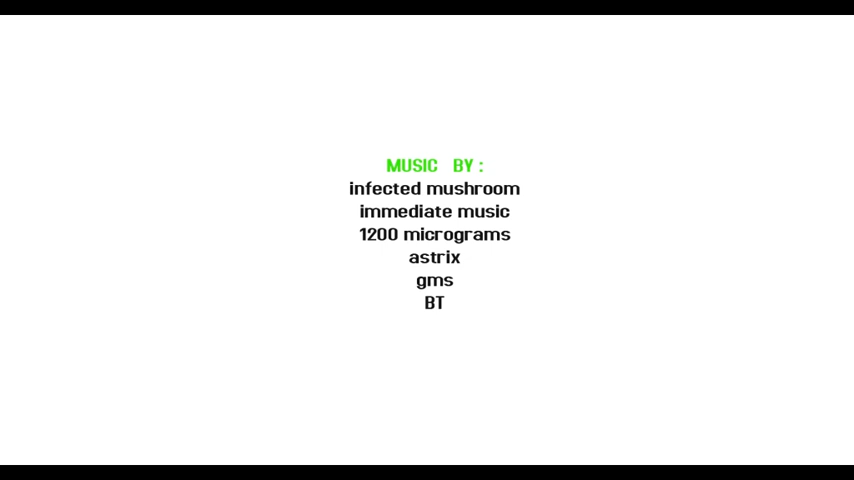 MUSIC BY :
infected mushroom
immediate music
1200 micrograms
astrix
gms
BT